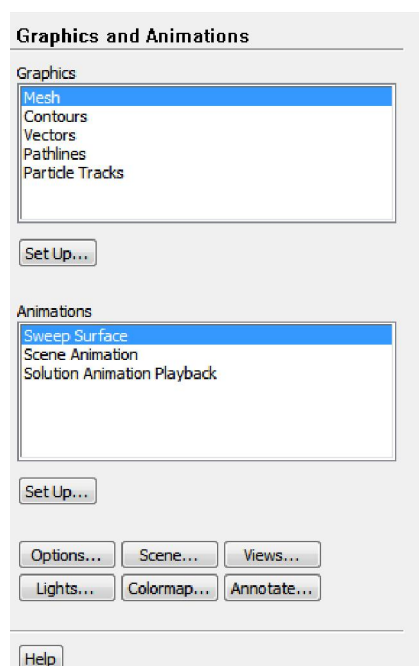 Graphics and Animations
Graphics
Mesh
Contours
Vectors
Pathlines
Particle Tracks
Set Up...
Animations
Sweep Surface
Scene Animation
Solution Animation Playback
Set Up...
Options... Scene... Views...
Lights... Colormap... Annotate...
Help